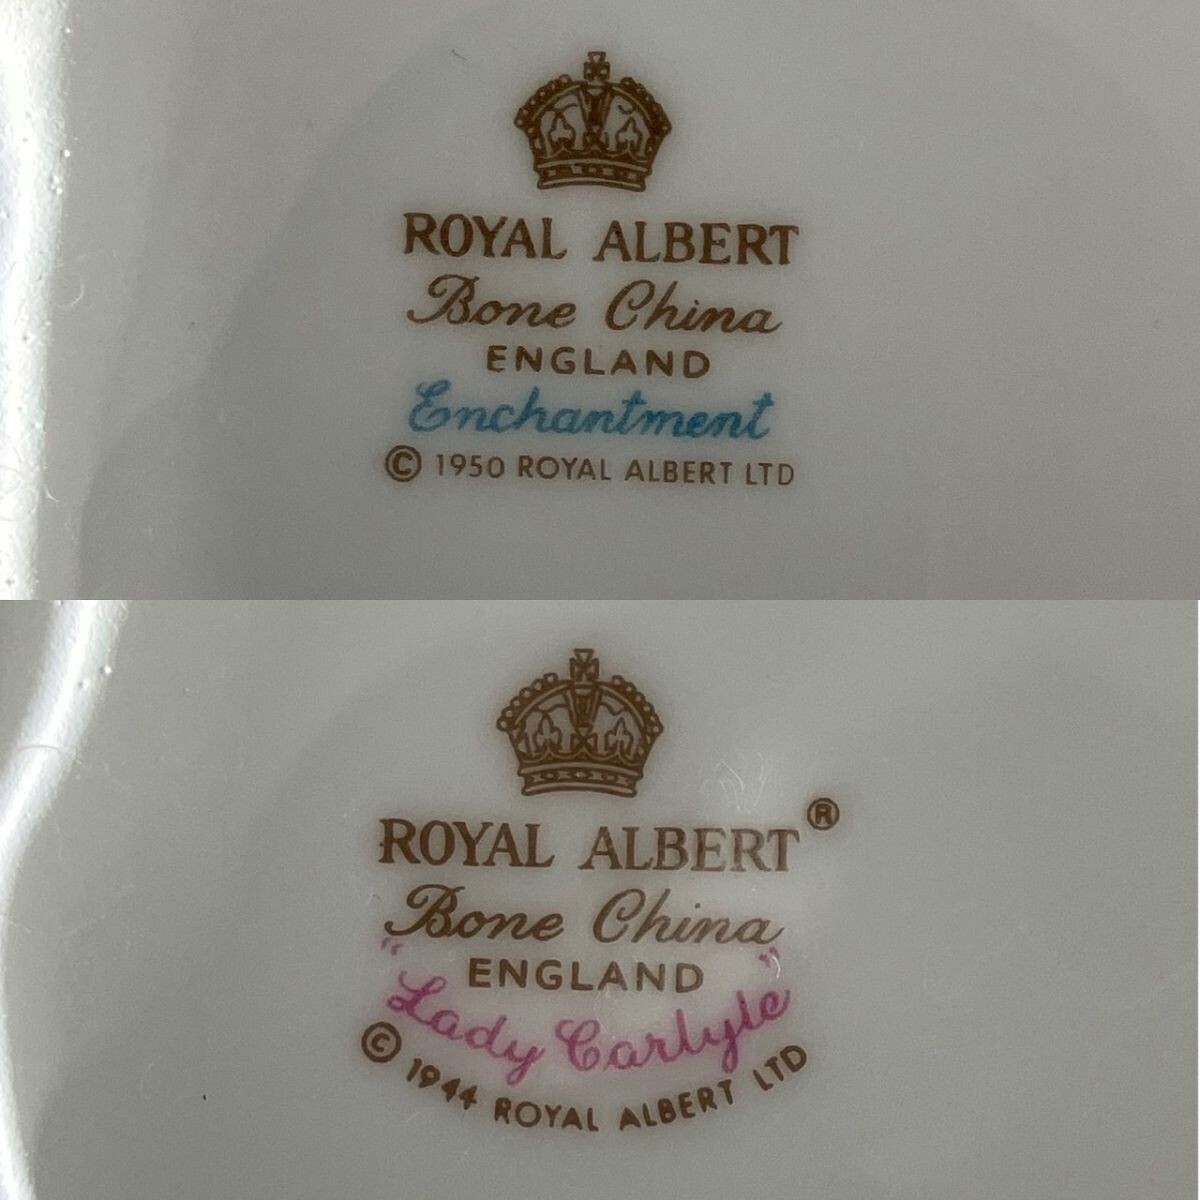 ROYAL ALBERT
Bone China
ENGLAND
Enchantment
© 1950 ROYAL ALBERT LTD
ROYAL ALBERT®
Bone China
ENGLAND
"Lady Carlyle"
© 1944 ROYAL ALBERT LTD